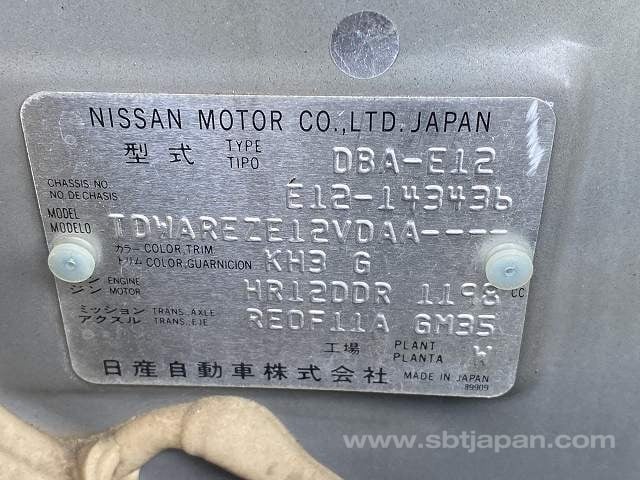 NISSAN MOTOR CO.,LTD. JAPAN
型式 TYPE TIPO DBA-E12
CHASSIS NO. NO.DECHASIS E12-143436
MODEL MODELO TDWAREZE12VDAA----
カラー COLOR,TRIM
トリム COLOR,GUARNICION KH3 G
ン ENGINE
ジン MOTOR HR12DDR 1198 CC
ミッション TRANS. AXLE
アクスル TRANS.EJE RE0F11A GM35
工場 PLANT PLANTA W
日産自動車株式会社 MADE IN JAPAN
89909
www.sbtjapan.com